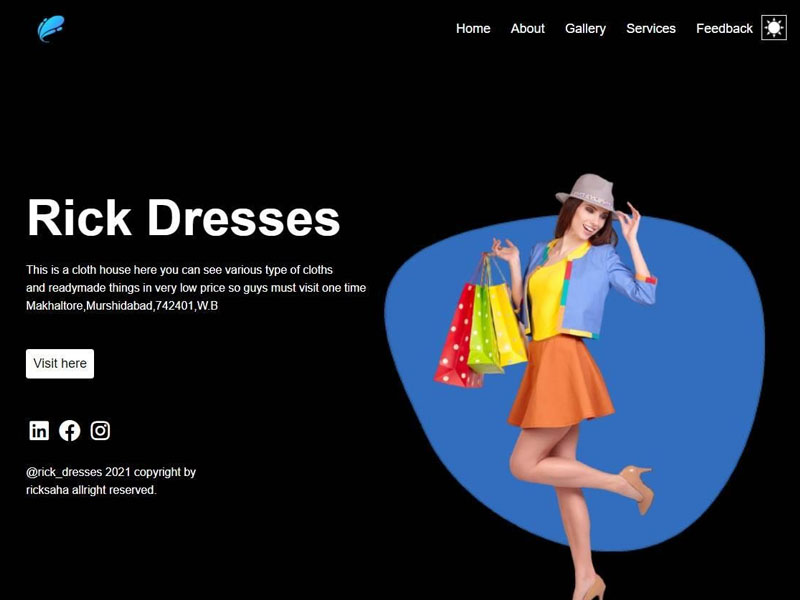 Home About Gallery Services Feedback
Rick Dresses
This is a cloth house here you can see various type of cloths
and readymade things in very low price so guys must visit one time
Makhaltore,Murshidabad,742401,W.B
Visit here
@rick_dresses 2021 copyright by
ricksaha allright reserved.